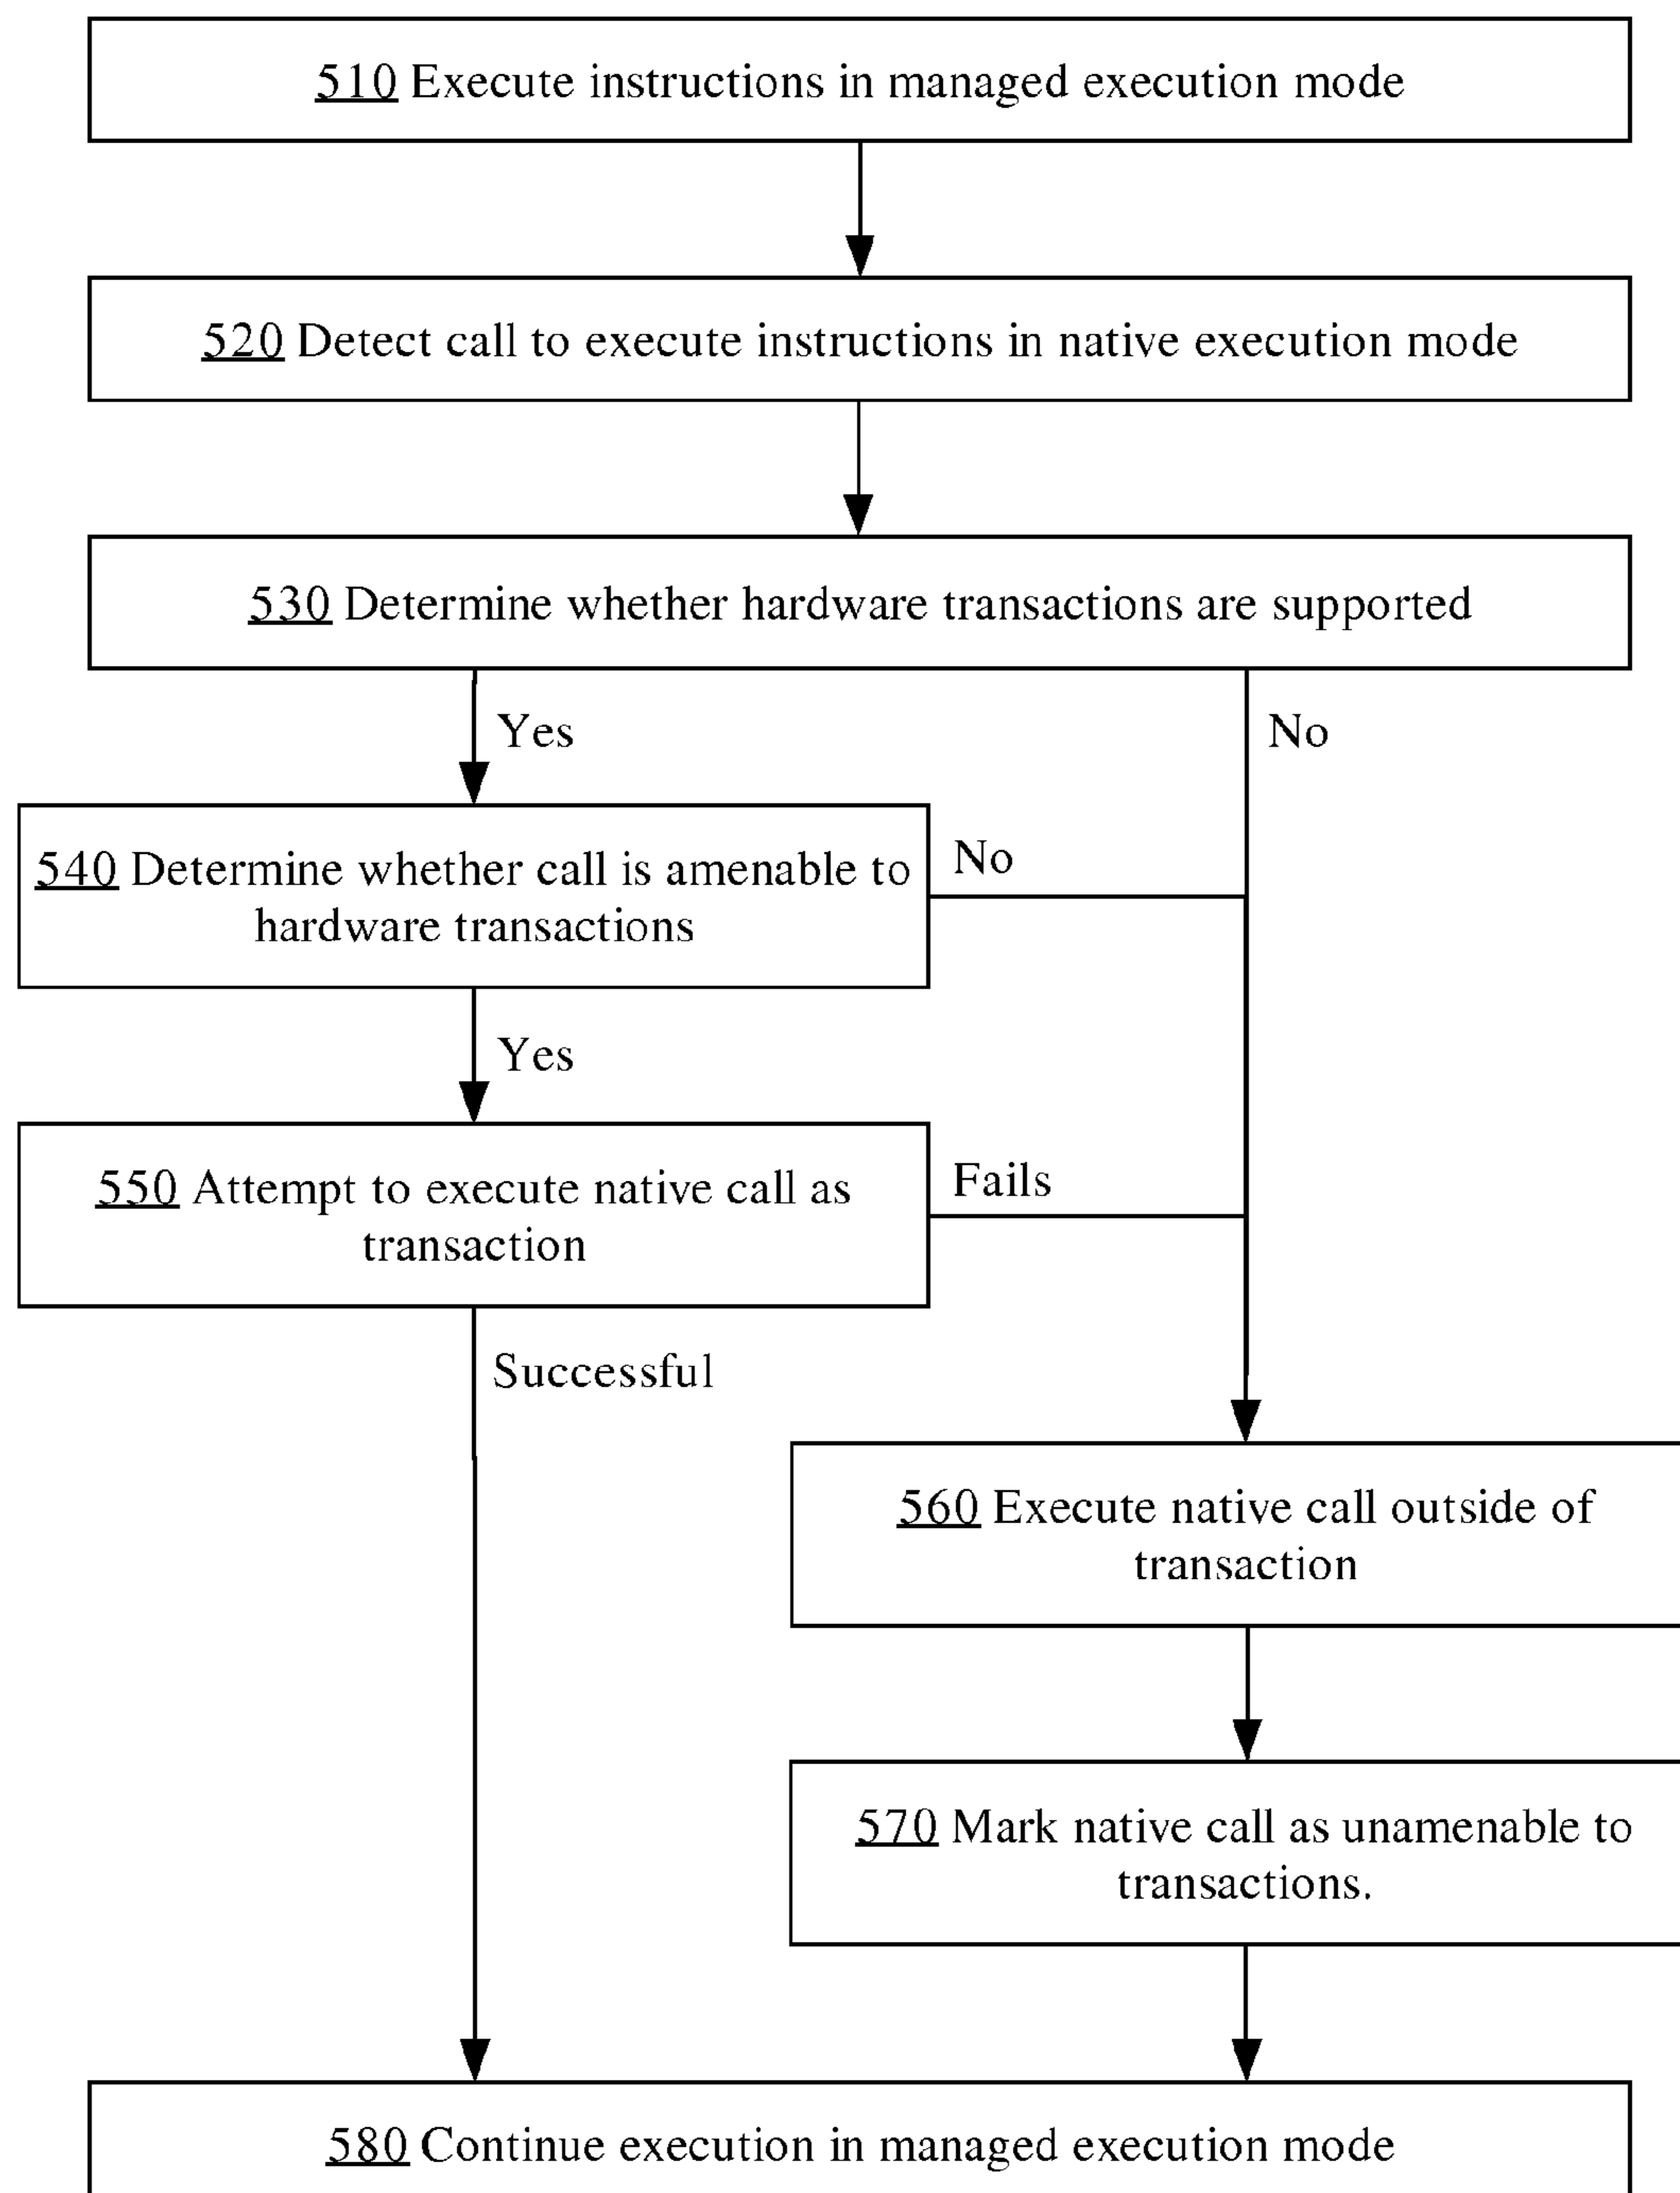 510 Execute instructions in managed execution mode
520 Detect call to execute instructions in native execution mode
530 Determine whether hardware transactions are supported
Yes
No
540 Determine whether call is amenable to
hardware transactions
No
Yes
550 Attempt to execute native call as
transaction
Fails
Successful
560 Execute native call outside of
transaction
570 Mark native call as unamenable to
transactions.
580 Continue execution in managed execution mode